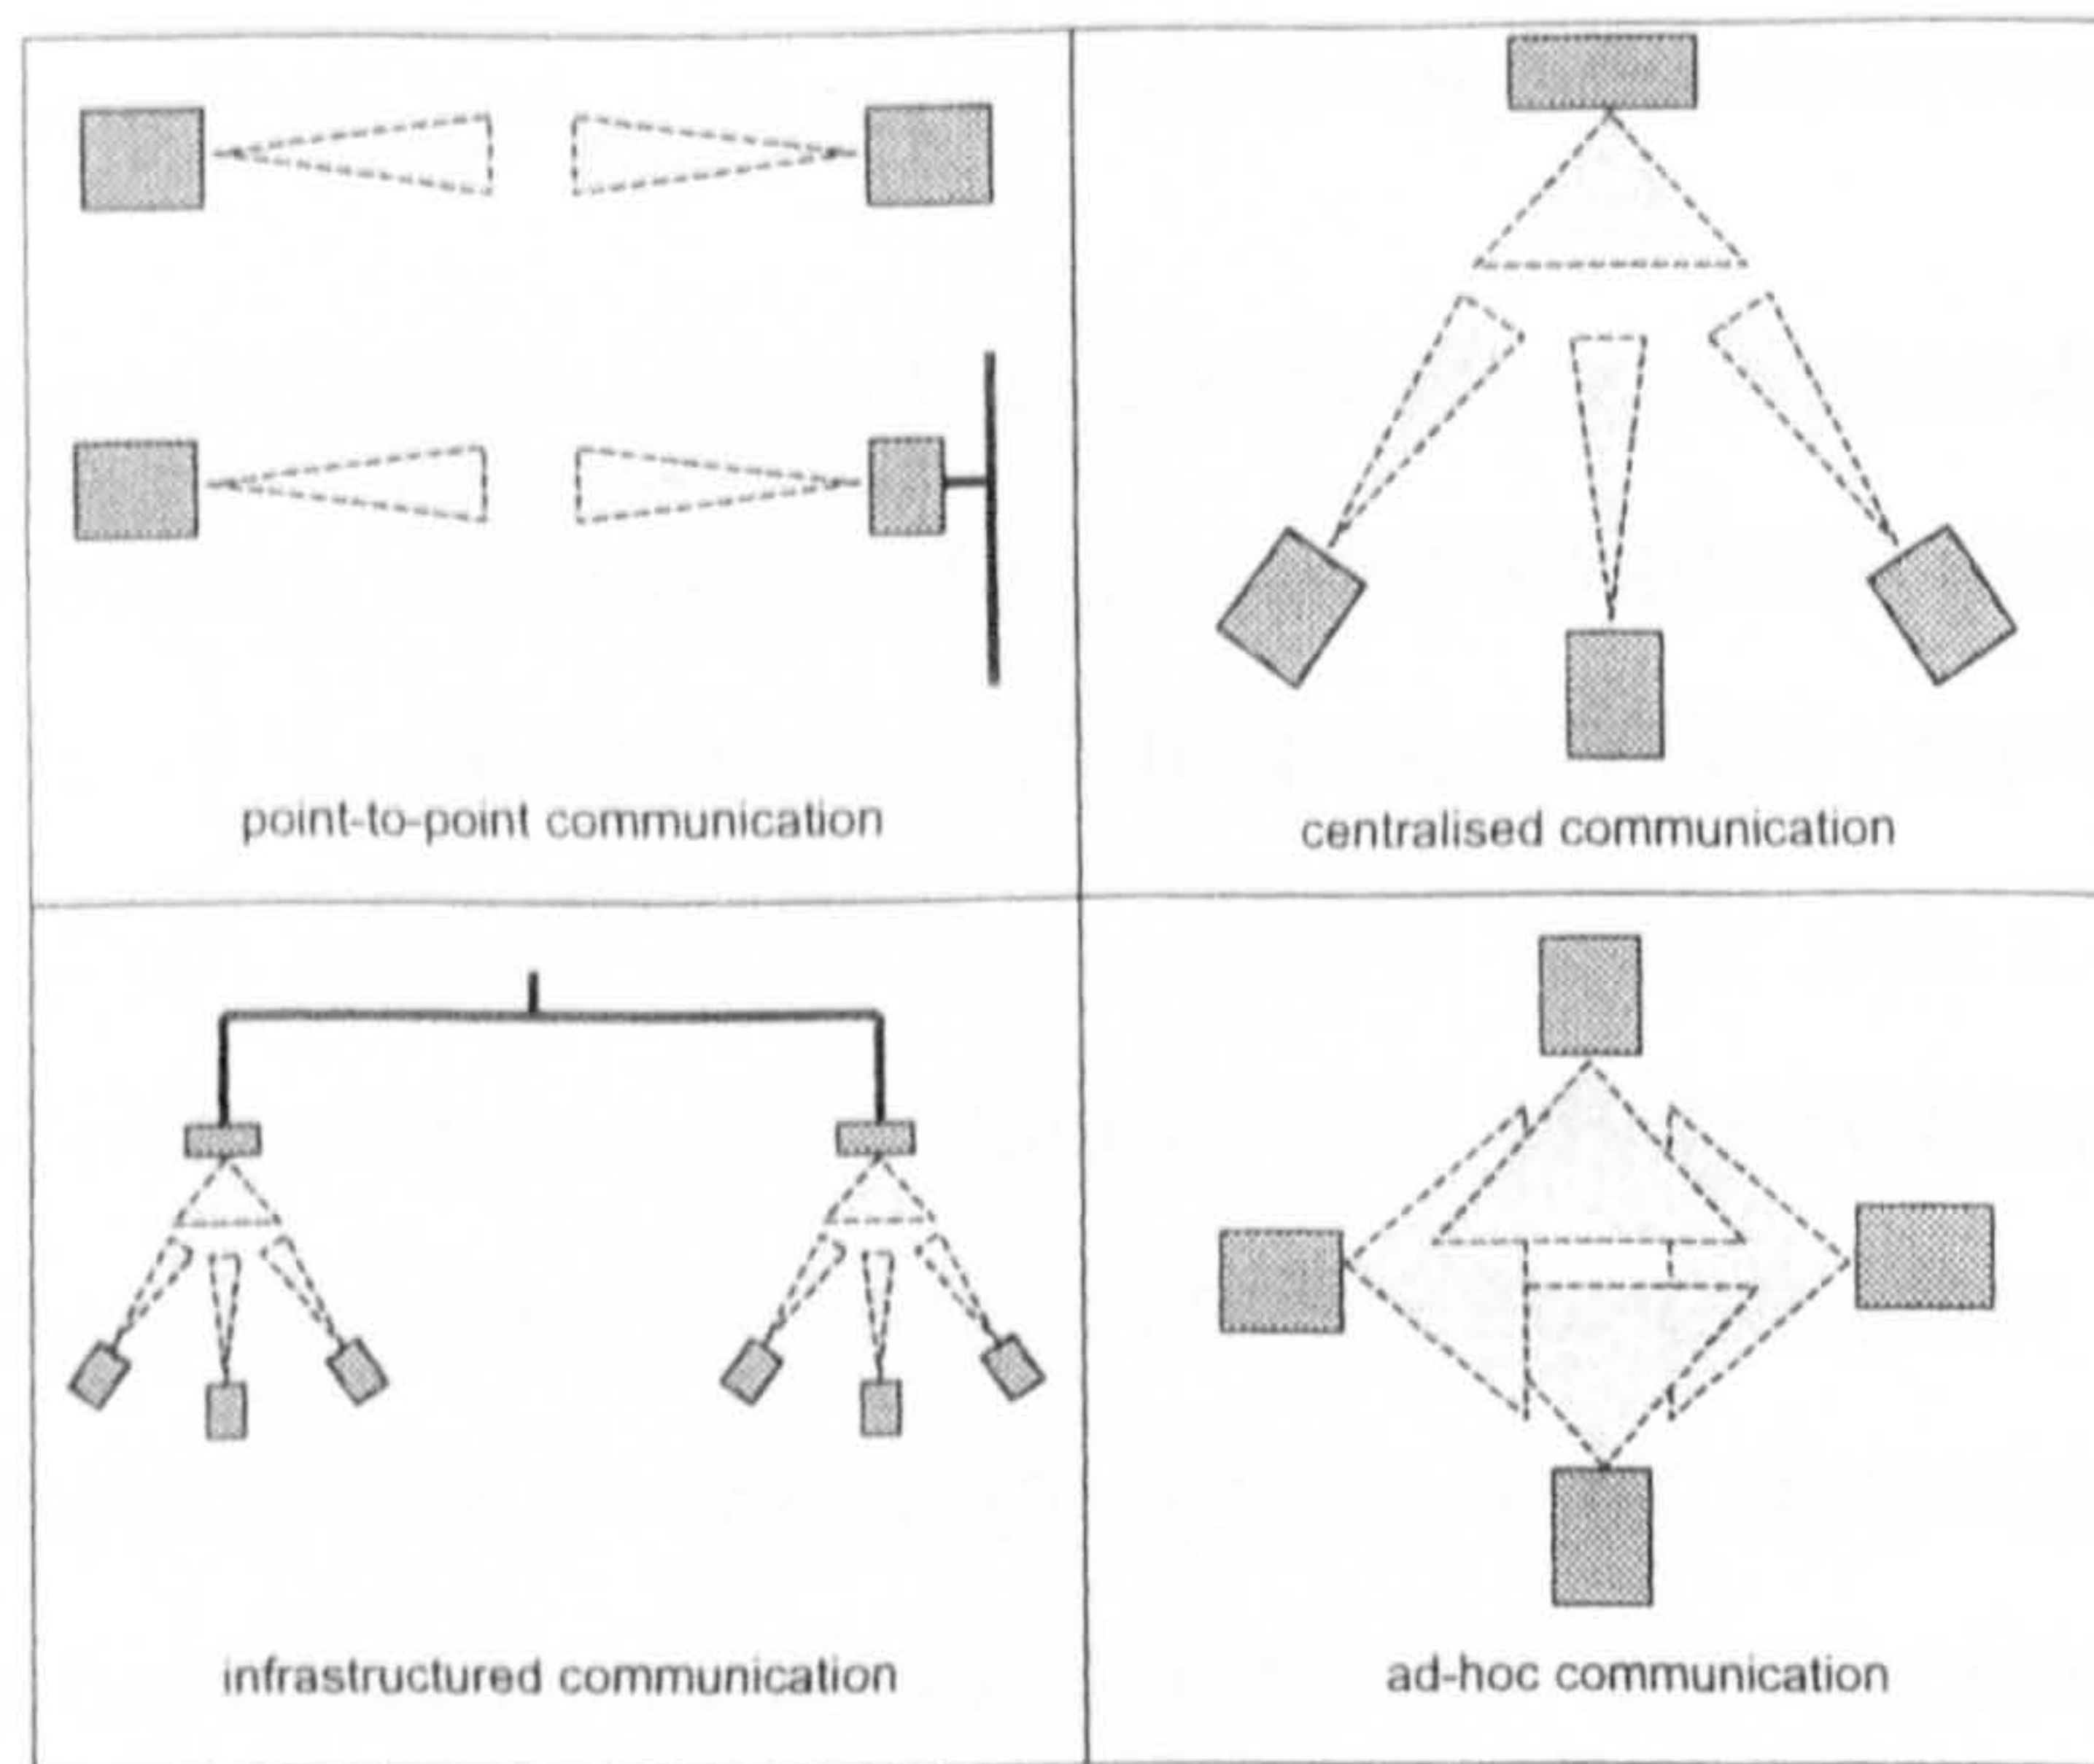 point-to-point communication
centralised communication
infrastructured communication
ad-hoc communication